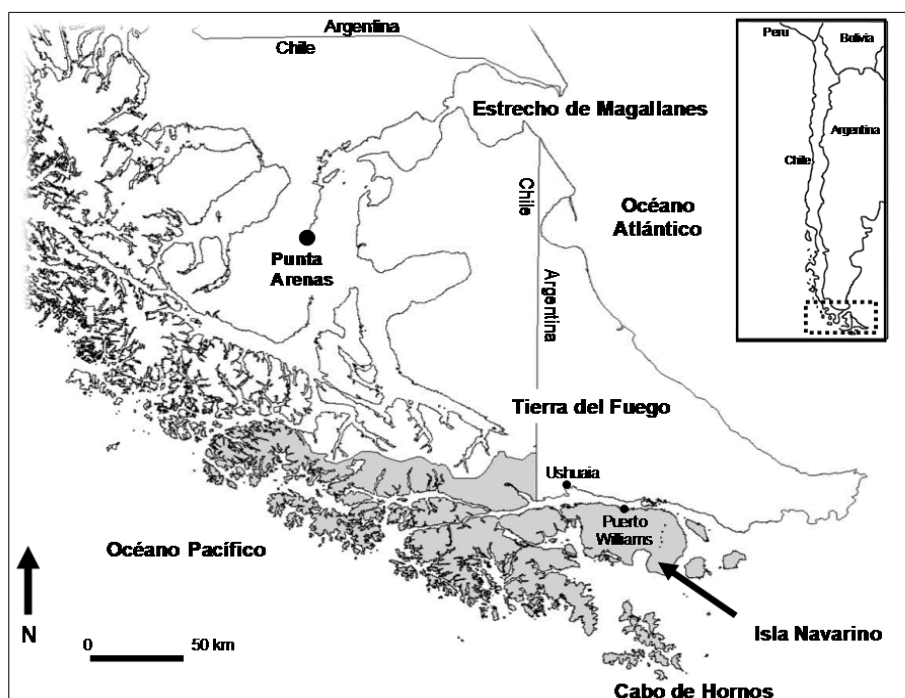 Argentina
Chile
Estrecho de Magallanes
Chile
Argentina
Océano
Atlántico
Punta
Arenas
Tierra del Fuego
Ushuaia
Puerto
Williams
Océano Pacífico
Isla Navarino
Cabo de Hornos
N
0 50 km
Peru
Bolivia
Argentina
Chile